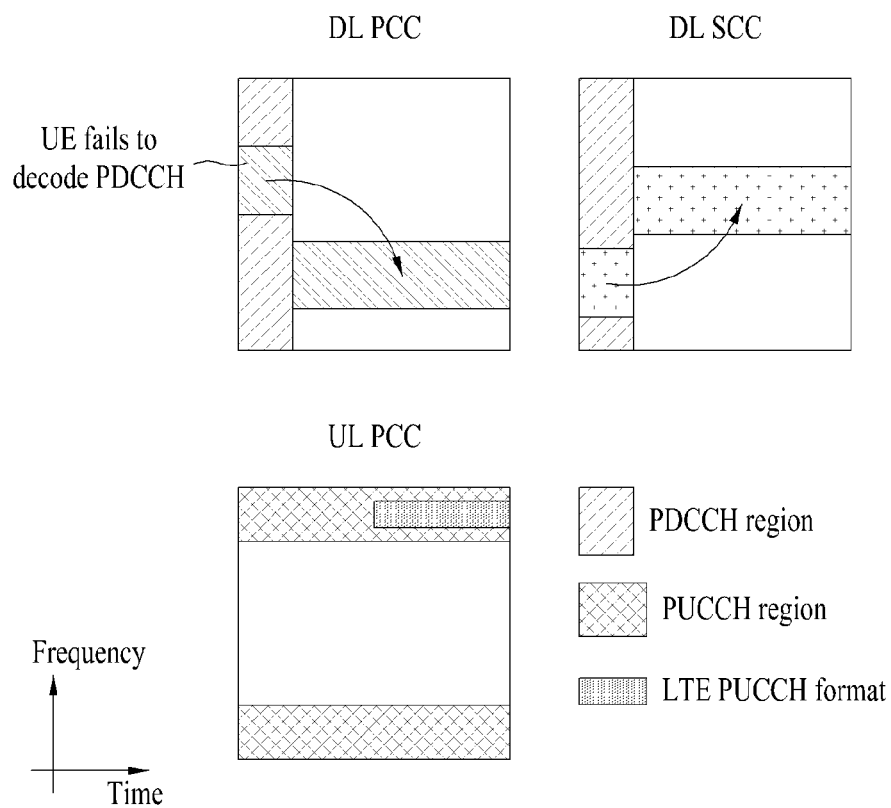 DL PCC
DL SCC
UE fails to
decode PDCCH
UL PCC
PDCCH region
PUCCH region
LTE PUCCH format
Frequency
Time